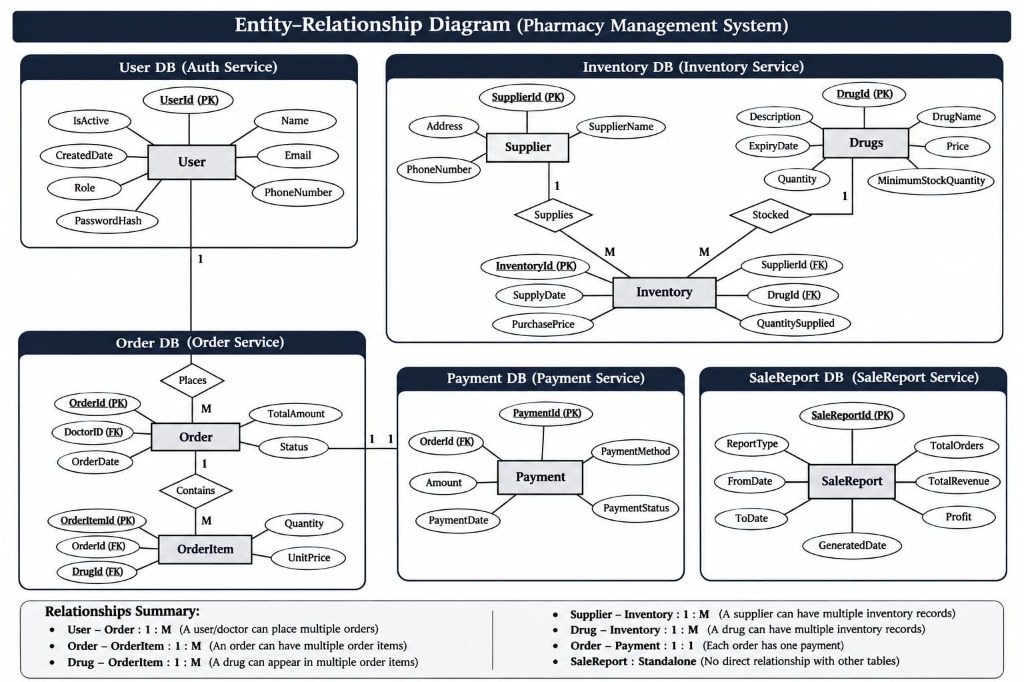 Entity–Relationship Diagram (Pharmacy Management System)
User DB (Auth Service)
UserId (PK)
IsActive
Name
CreatedDate
User
Email
Role
PhoneNumber
PasswordHash
1
Inventory DB (Inventory Service)
SupplierId (PK)
Address
SupplierName
Supplier
PhoneNumber
1
Supplies
M
DrugId (PK)
Description
DrugName
Drugs
ExpiryDate
Price
Quantity
MinimumStockQuantity
1
Stocked
M
InventoryId (PK)
SupplierId (FK)
Inventory
SupplyDate
DrugId (FK)
PurchasePrice
QuantitySupplied
Order DB (Order Service)
Places
M
OrderId (PK)
TotalAmount
DoctorID (FK)
Order
Status
OrderDate
1
Contains
M
OrderItemId (PK)
Quantity
OrderId (FK)
OrderItem
UnitPrice
DrugId (FK)
1 1
Payment DB (Payment Service)
PaymentId (PK)
OrderId (FK)
PaymentMethod
Amount
Payment
PaymentStatus
PaymentDate
SaleReport DB (SaleReport Service)
SaleReportId (PK)
ReportType
TotalOrders
FromDate
SaleReport
TotalRevenue
ToDate
Profit
GeneratedDate
Relationships Summary:
• User – Order : 1 : M (A user/doctor can place multiple orders)
• Order – OrderItem : 1 : M (An order can have multiple order items)
• Drug – OrderItem : 1 : M (A drug can appear in multiple order items)
• Supplier – Inventory : 1 : M (A supplier can have multiple inventory records)
• Drug – Inventory : 1 : M (A drug can have multiple inventory records)
• Order – Payment : 1 : 1 (Each order has one payment)
• SaleReport : Standalone (No direct relationship with other tables)